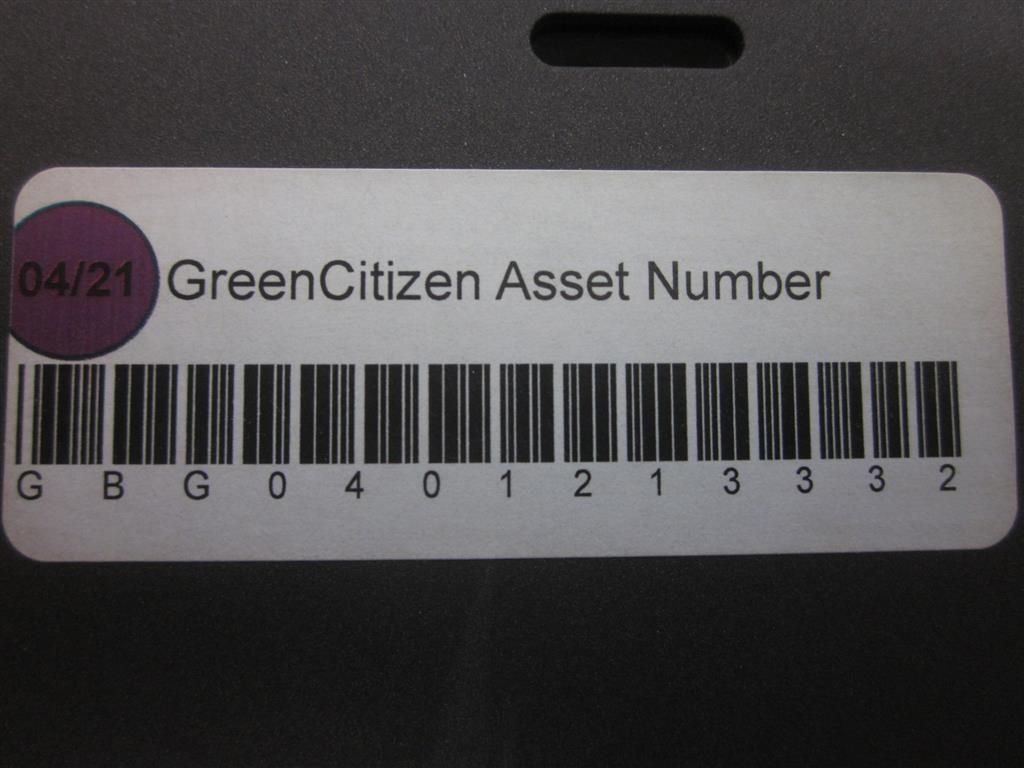 04/21 GreenCitizen Asset Number
G B G 0 4 0 1 2 1 3 3 3 2